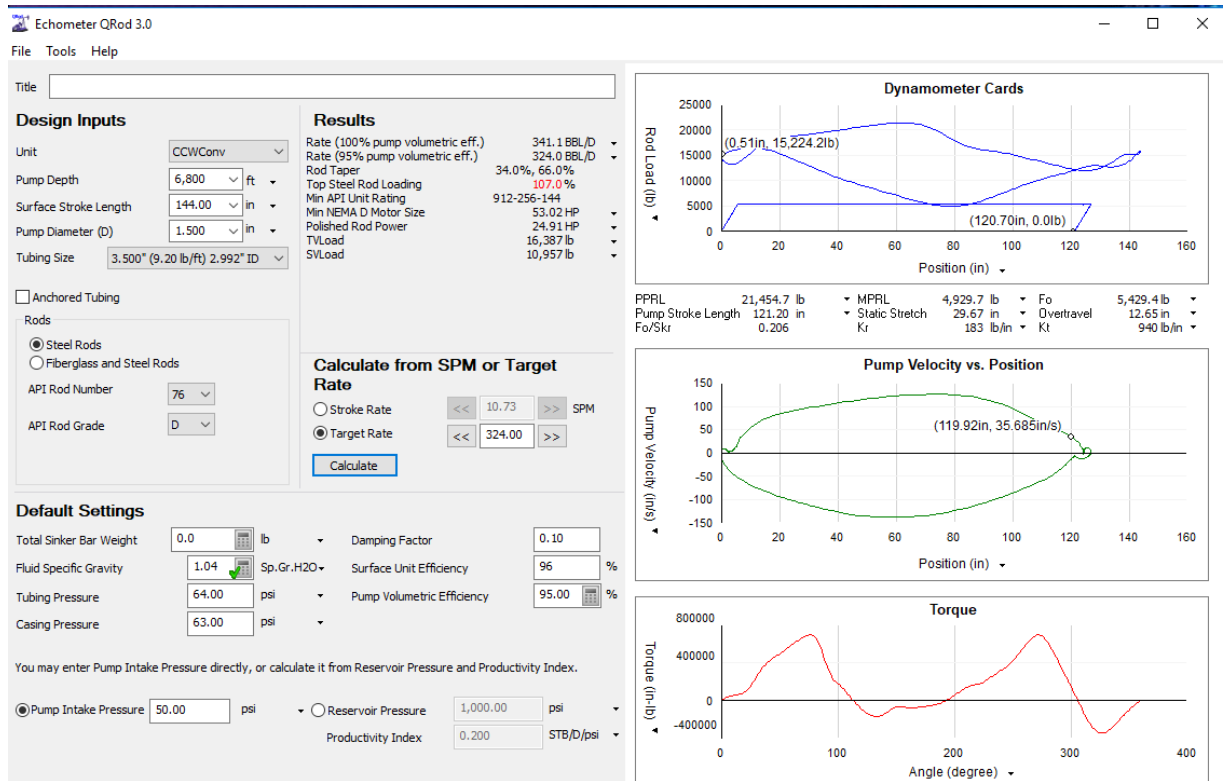 Echometer QRod 3.0
File Tools Help
Title
Design Inputs
Unit CCWConv
Pump Depth 6,800 ft
Surface Stroke Length 144.00 in
Pump Diameter (D) 1.500 in
Tubing Size 3.500" (9.20 lb/ft) 2.992" ID
Anchored Tubing
Rods
Steel Rods
Fiberglass and Steel Rods
API Rod Number 76
API Rod Grade D
Results
Rate (100% pump volumetric eff.) 341.1 BBL/D
Rate (95% pump volumetric eff.) 324.0 BBL/D
Rod Taper 34.0%, 66.0%
Top Steel Rod Loading 107.0 %
Min API Unit Rating 912-256-144
Min NEMA D Motor Size 53.02 HP
Polished Rod Power 24.91 HP
TVLoad 16,387 lb
SVLoad 10,957 lb
Calculate from SPM or Target
Rate
Stroke Rate << 10.73 >> SPM
Target Rate << 324.00 >>
Calculate
Default Settings
Total Sinker Bar Weight 0.0 lb
Fluid Specific Gravity 1.04 Sp.Gr.H2O
Tubing Pressure 64.00 psi
Casing Pressure 63.00 psi
Damping Factor 0.10
Surface Unit Efficiency 96 %
Pump Volumetric Efficiency 95.00 %
You may enter Pump Intake Pressure directly, or calculate it from Reservoir Pressure and Productivity Index.
Pump Intake Pressure 50.00 psi
Reservoir Pressure 1,000.00 psi
Productivity Index 0.200 STB/D/psi
Dynamometer Cards
Rod Load (lb)
25000
20000
15000
10000
5000
0
(0.51in, 15,224.2lb)
(120.70in, 0.0lb)
0 20 40 60 80 100 120 140 160
Position (in)
PPRL 21,454.7 lb MPRL 4,929.7 lb Fo 5,429.4 lb
Pump Stroke Length 121.20 in Static Stretch 29.67 in Overtravel 12.65 in
Fo/Skr 0.206 Kr 183 lb/in Kt 940 lb/in
Pump Velocity vs. Position
Pump Velocity (in/s)
150
100
50
0
-50
-100
-150
(119.92in, 35.685in/s)
0 20 40 60 80 100 120 140 160
Position (in)
Torque
Torque (in-lb)
800000
400000
0
-400000
0 100 200 300 400
Angle (degree)